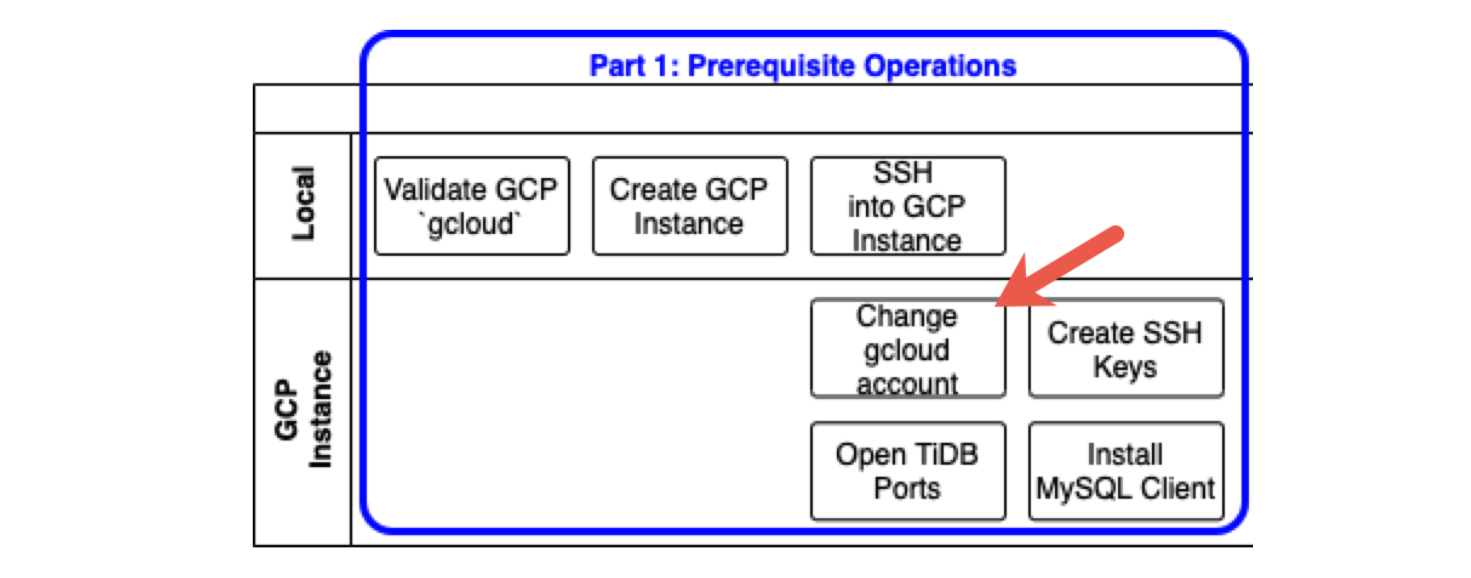 Part 1: Prerequisite Operations
Local
Validate GCP
`gcloud`
Create GCP
Instance
SSH
into GCP
Instance
GCP
Instance
Change
gcloud
account
Create SSH
Keys
Open TiDB
Ports
Install
MySQL Client